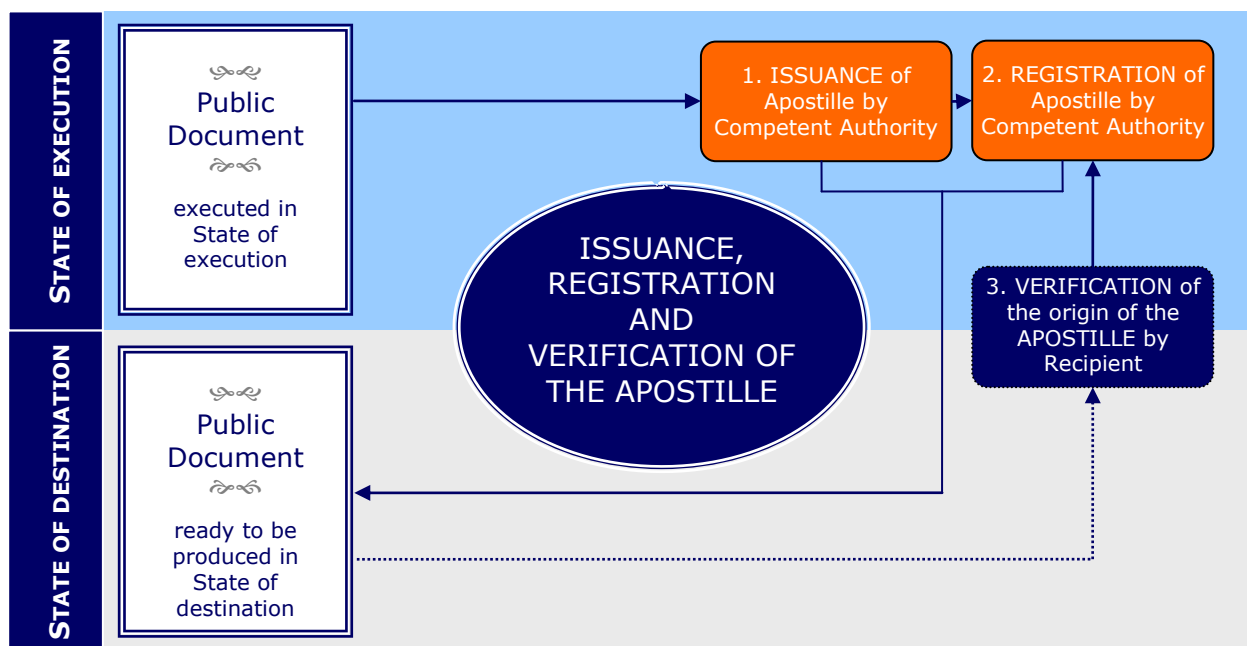 STATE OF EXECUTION
Public
Document
executed in
State of
execution
1. ISSUANCE of
Apostille by
Competent Authority
2. REGISTRATION of
Apostille by
Competent Authority
ISSUANCE,
REGISTRATION
AND
VERIFICATION OF
THE APOSTILLE
3. VERIFICATION of
the origin of the
APOSTILLE by
Recipient
STATE OF DESTINATION
Public
Document
ready to be
produced in
State of
destination